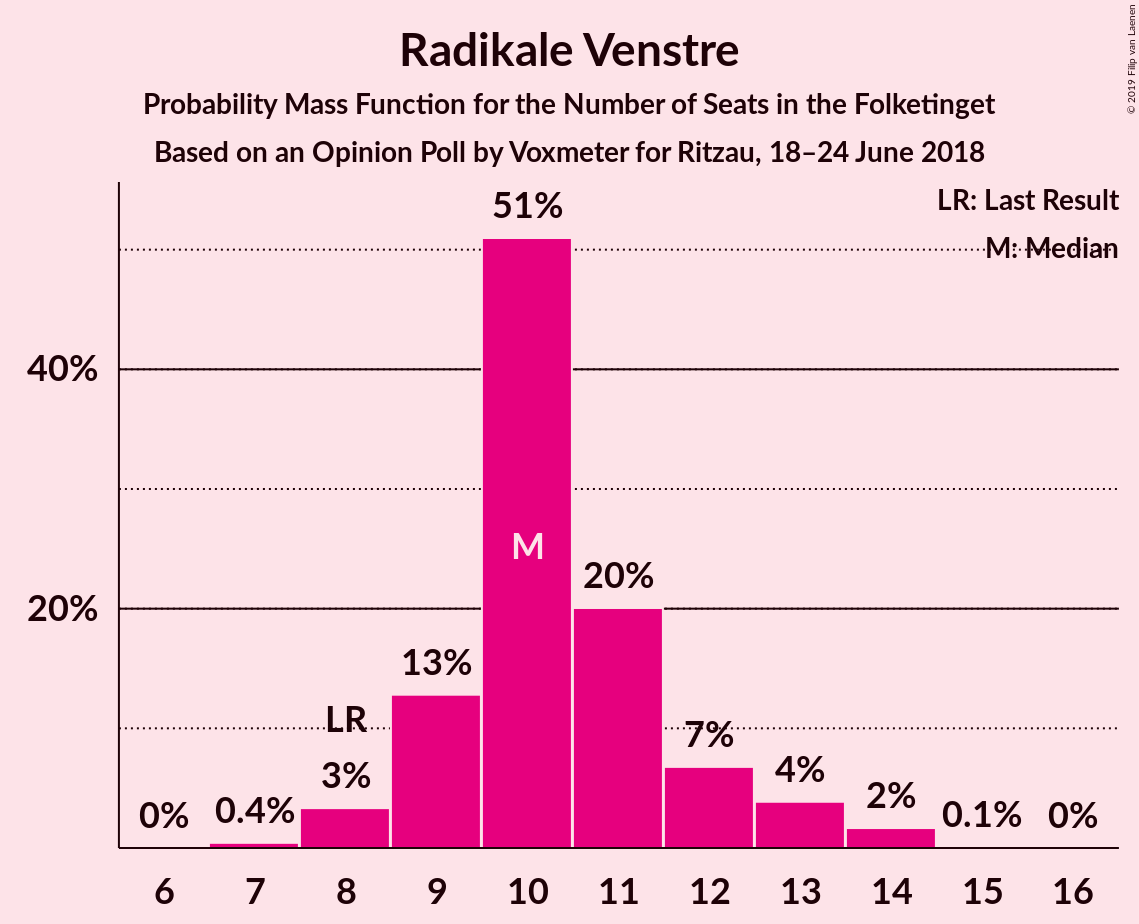 Radikale Venstre
Probability Mass Function for the Number of Seats in the Folketinget
Based on an Opinion Poll by Voxmeter for Ritzau, 18–24 June 2018
© 2019 Filip van Laenen
LR: Last Result
M: Median
51%
40%
M
20%
20%
13%
LR
7%
3%
4%
2%
0%
0.4%
0.1%
0%
6 7 8 9 10 11 12 13 14 15 16